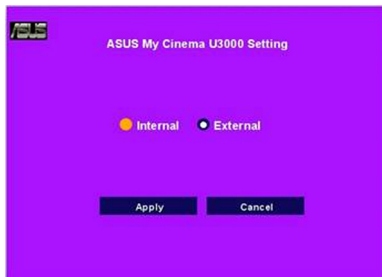 ASUS
ASUS My Cinema U3000 Setting
Internal External
Apply Cancel